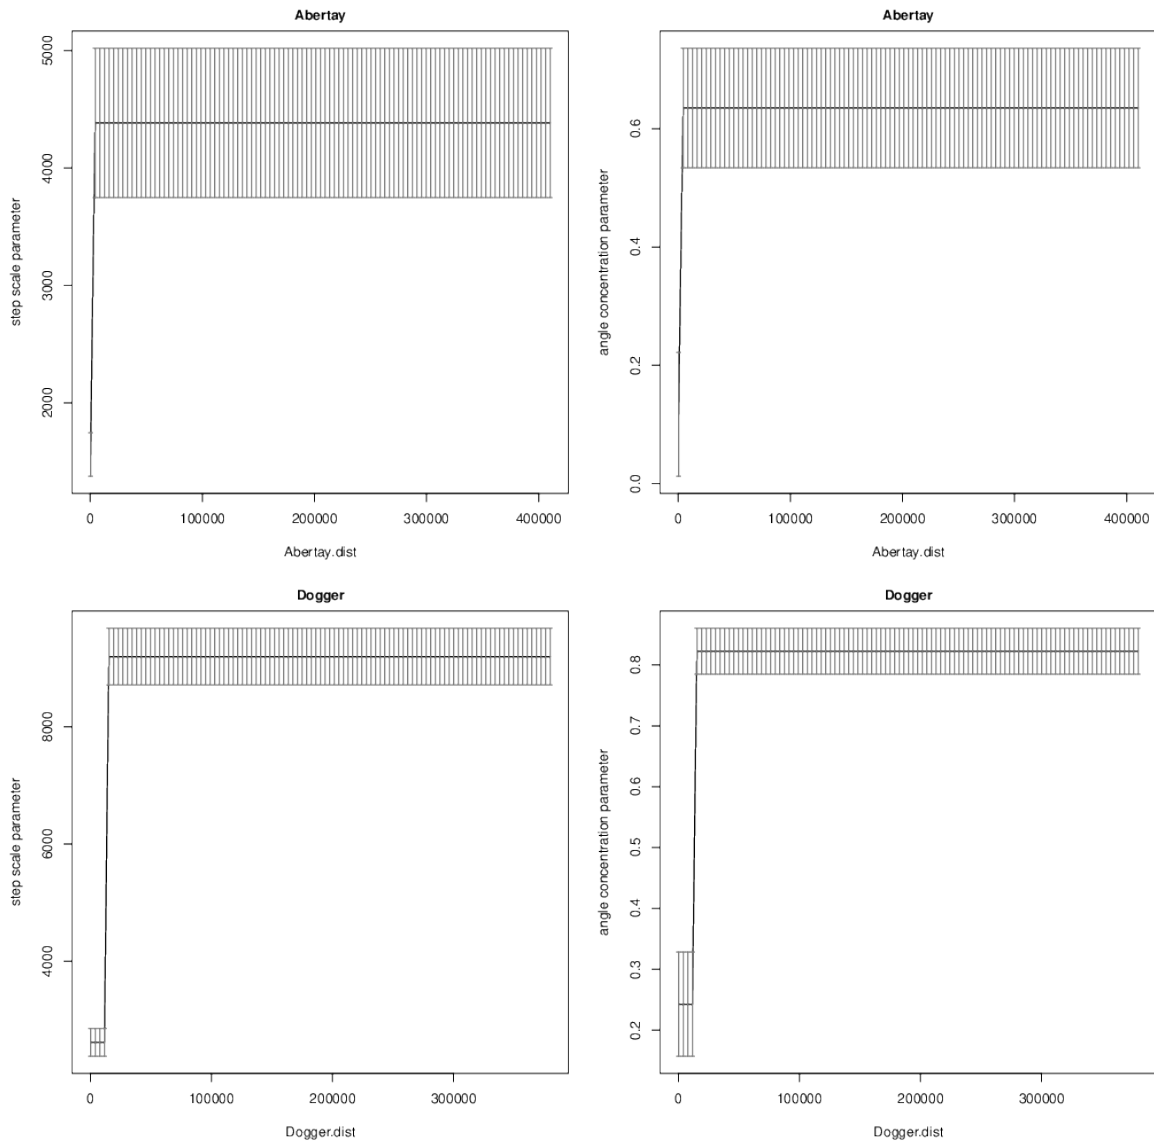 Abertay
step scale parameter
5000
4000
3000
2000
0 100000 200000 300000 400000
Abertay.dist
Abertay
angle concentration parameter
0.6
0.4
0.2
0.0
0 100000 200000 300000 400000
Abertay.dist
Dogger
step scale parameter
8000
6000
4000
0 100000 200000 300000
Dogger.dist
Dogger
angle concentration parameter
0.8
0.7
0.6
0.5
0.4
0.3
0.2
0 100000 200000 300000
Dogger.dist